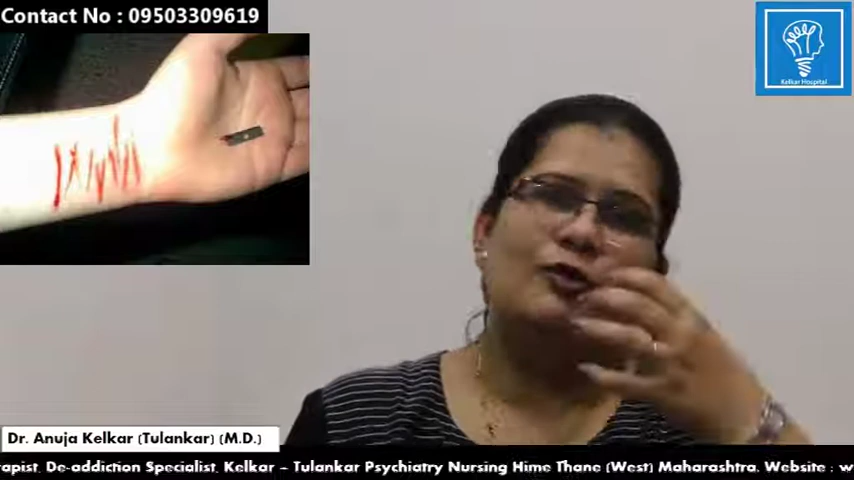 Contact No : 09503309619
Kelkar Hospital
Dr. Anuja Kelkar (Tulankar) (M.D.)
rapist. De-addiction Specialist. Kelkar - Tulankar Psychiatry Nursing Hime Thane (West) Maharashtra. Website : w